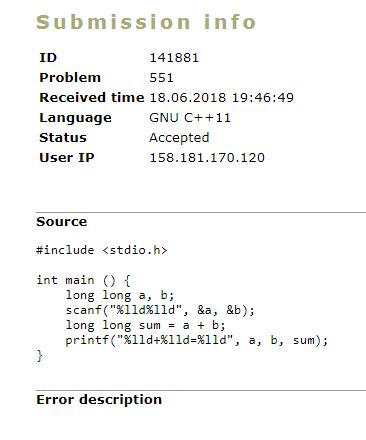 Submission info
ID 141881
Problem 551
Received time 18.06.2018 19:46:49
Language GNU C++11
Status Accepted
User IP 158.181.170.120
Source
#include <stdio.h>
int main () {
    long long a, b;
    scanf("%lld%lld", &a, &b);
    long long sum = a + b;
    printf("%lld+%lld=%lld", a, b, sum);
}
Error description